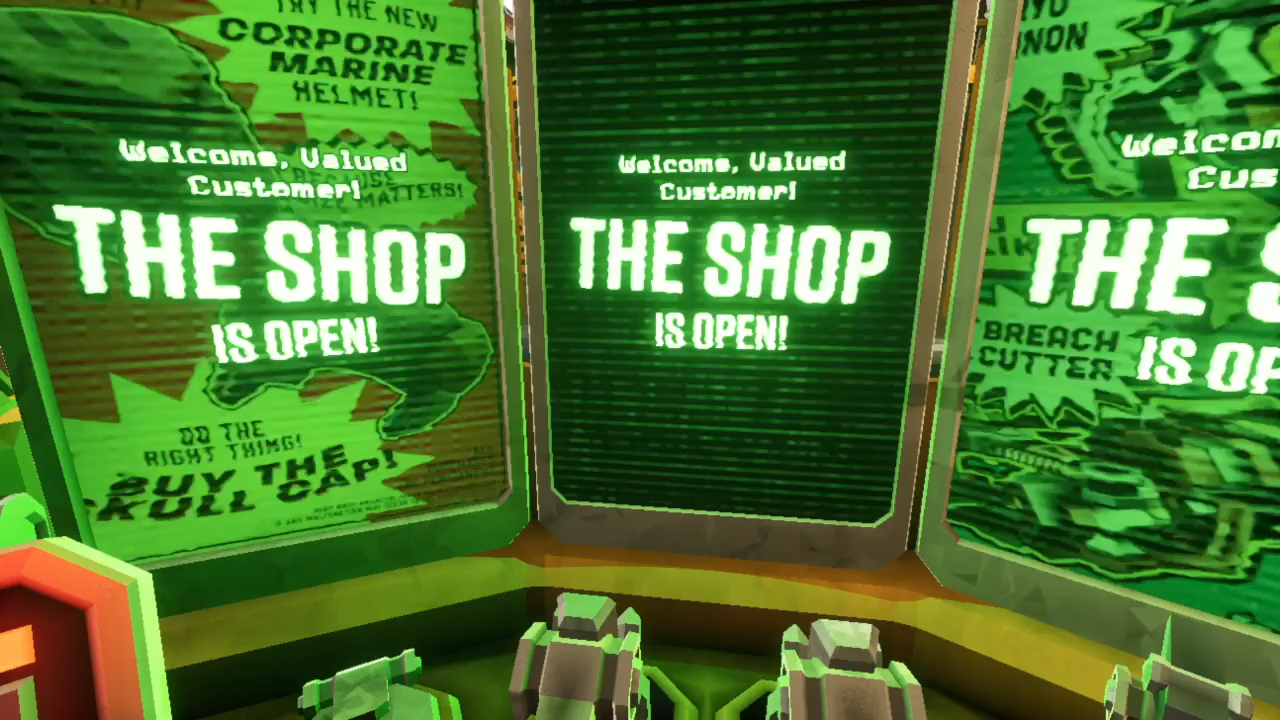 TRY THE NEW
CORPORATE
MARINE
HELMET!
Welcome, Valued
Customer!
MATTERS!
THE SHOP
IS OPEN!
DO THE
RIGHT THING!
BUY THE
SKULL CAP!
Welcome, Valued
Customer!
THE SHOP
IS OPEN!
NON
Welcom
Cus
THE S
BREACH
CUTTER
IS OP